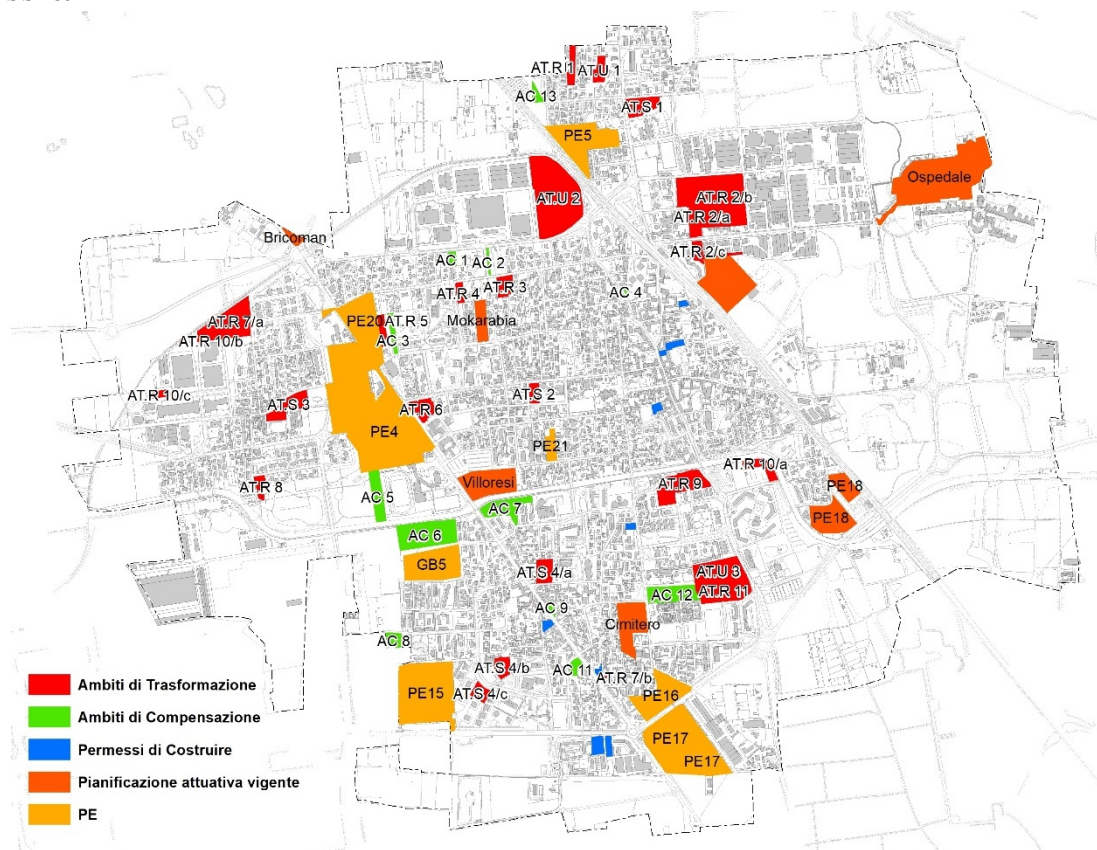 AT.R 1
AT.U 1
AC 13
AT.S 1
PE5
Ospedale
AT.U 2
AT.R 2/b
AT.R 2/a
Bricoman
AT.R 2/c
AC 1
AC 2
AC 4
AT.R 4
AT.R 3
Mokarabia
AT.R 7/a
PE20
AT.R 5
AT.R 10/b
AC 3
AT.R 10/c
AT.S 2
AT.S 3
AT.R 6
PE4
PE21
AT.R 10/a
AT.R 8
AC 5
Villoresi
AT.R 9
PE18
AC 7
PE18
AC 6
GB5
AT.S 4/a
AT.U 3
AC 12
AT.R 11
AC 9
Cimitero
AC 8
AT.S 4/b
AC 11
AT.R 7/b
AT.S 4/c
PE15
PE16
PE17
PE17
Ambiti di Trasformazione
Ambiti di Compensazione
Permessi di Costruire
Pianificazione attuativa vigente
PE